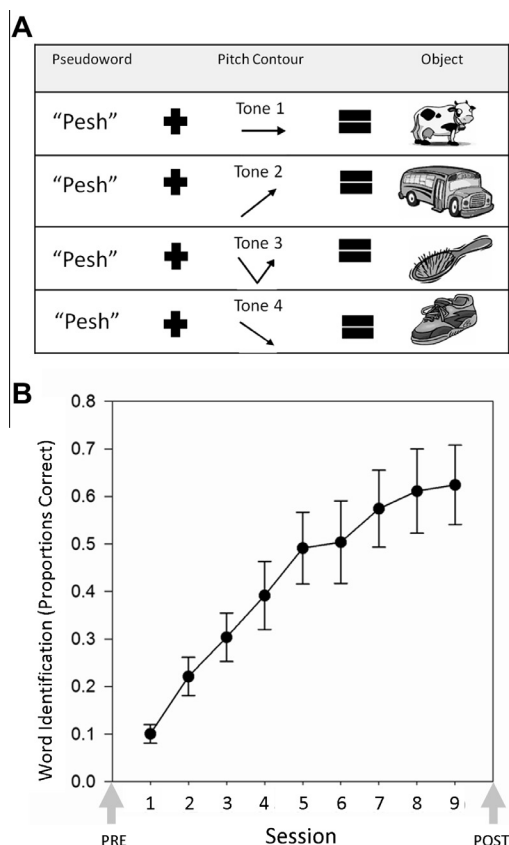 A
Pseudoword Pitch Contour Object
"Pesh" Tone 1
"Pesh" Tone 2
"Pesh" Tone 3
"Pesh" Tone 4
B
Word Identification (Proportions Correct)
0.8
0.7
0.6
0.5
0.4
0.3
0.2
0.1
0.0
1 2 3 4 5 6 7 8 9
PRE Session POST